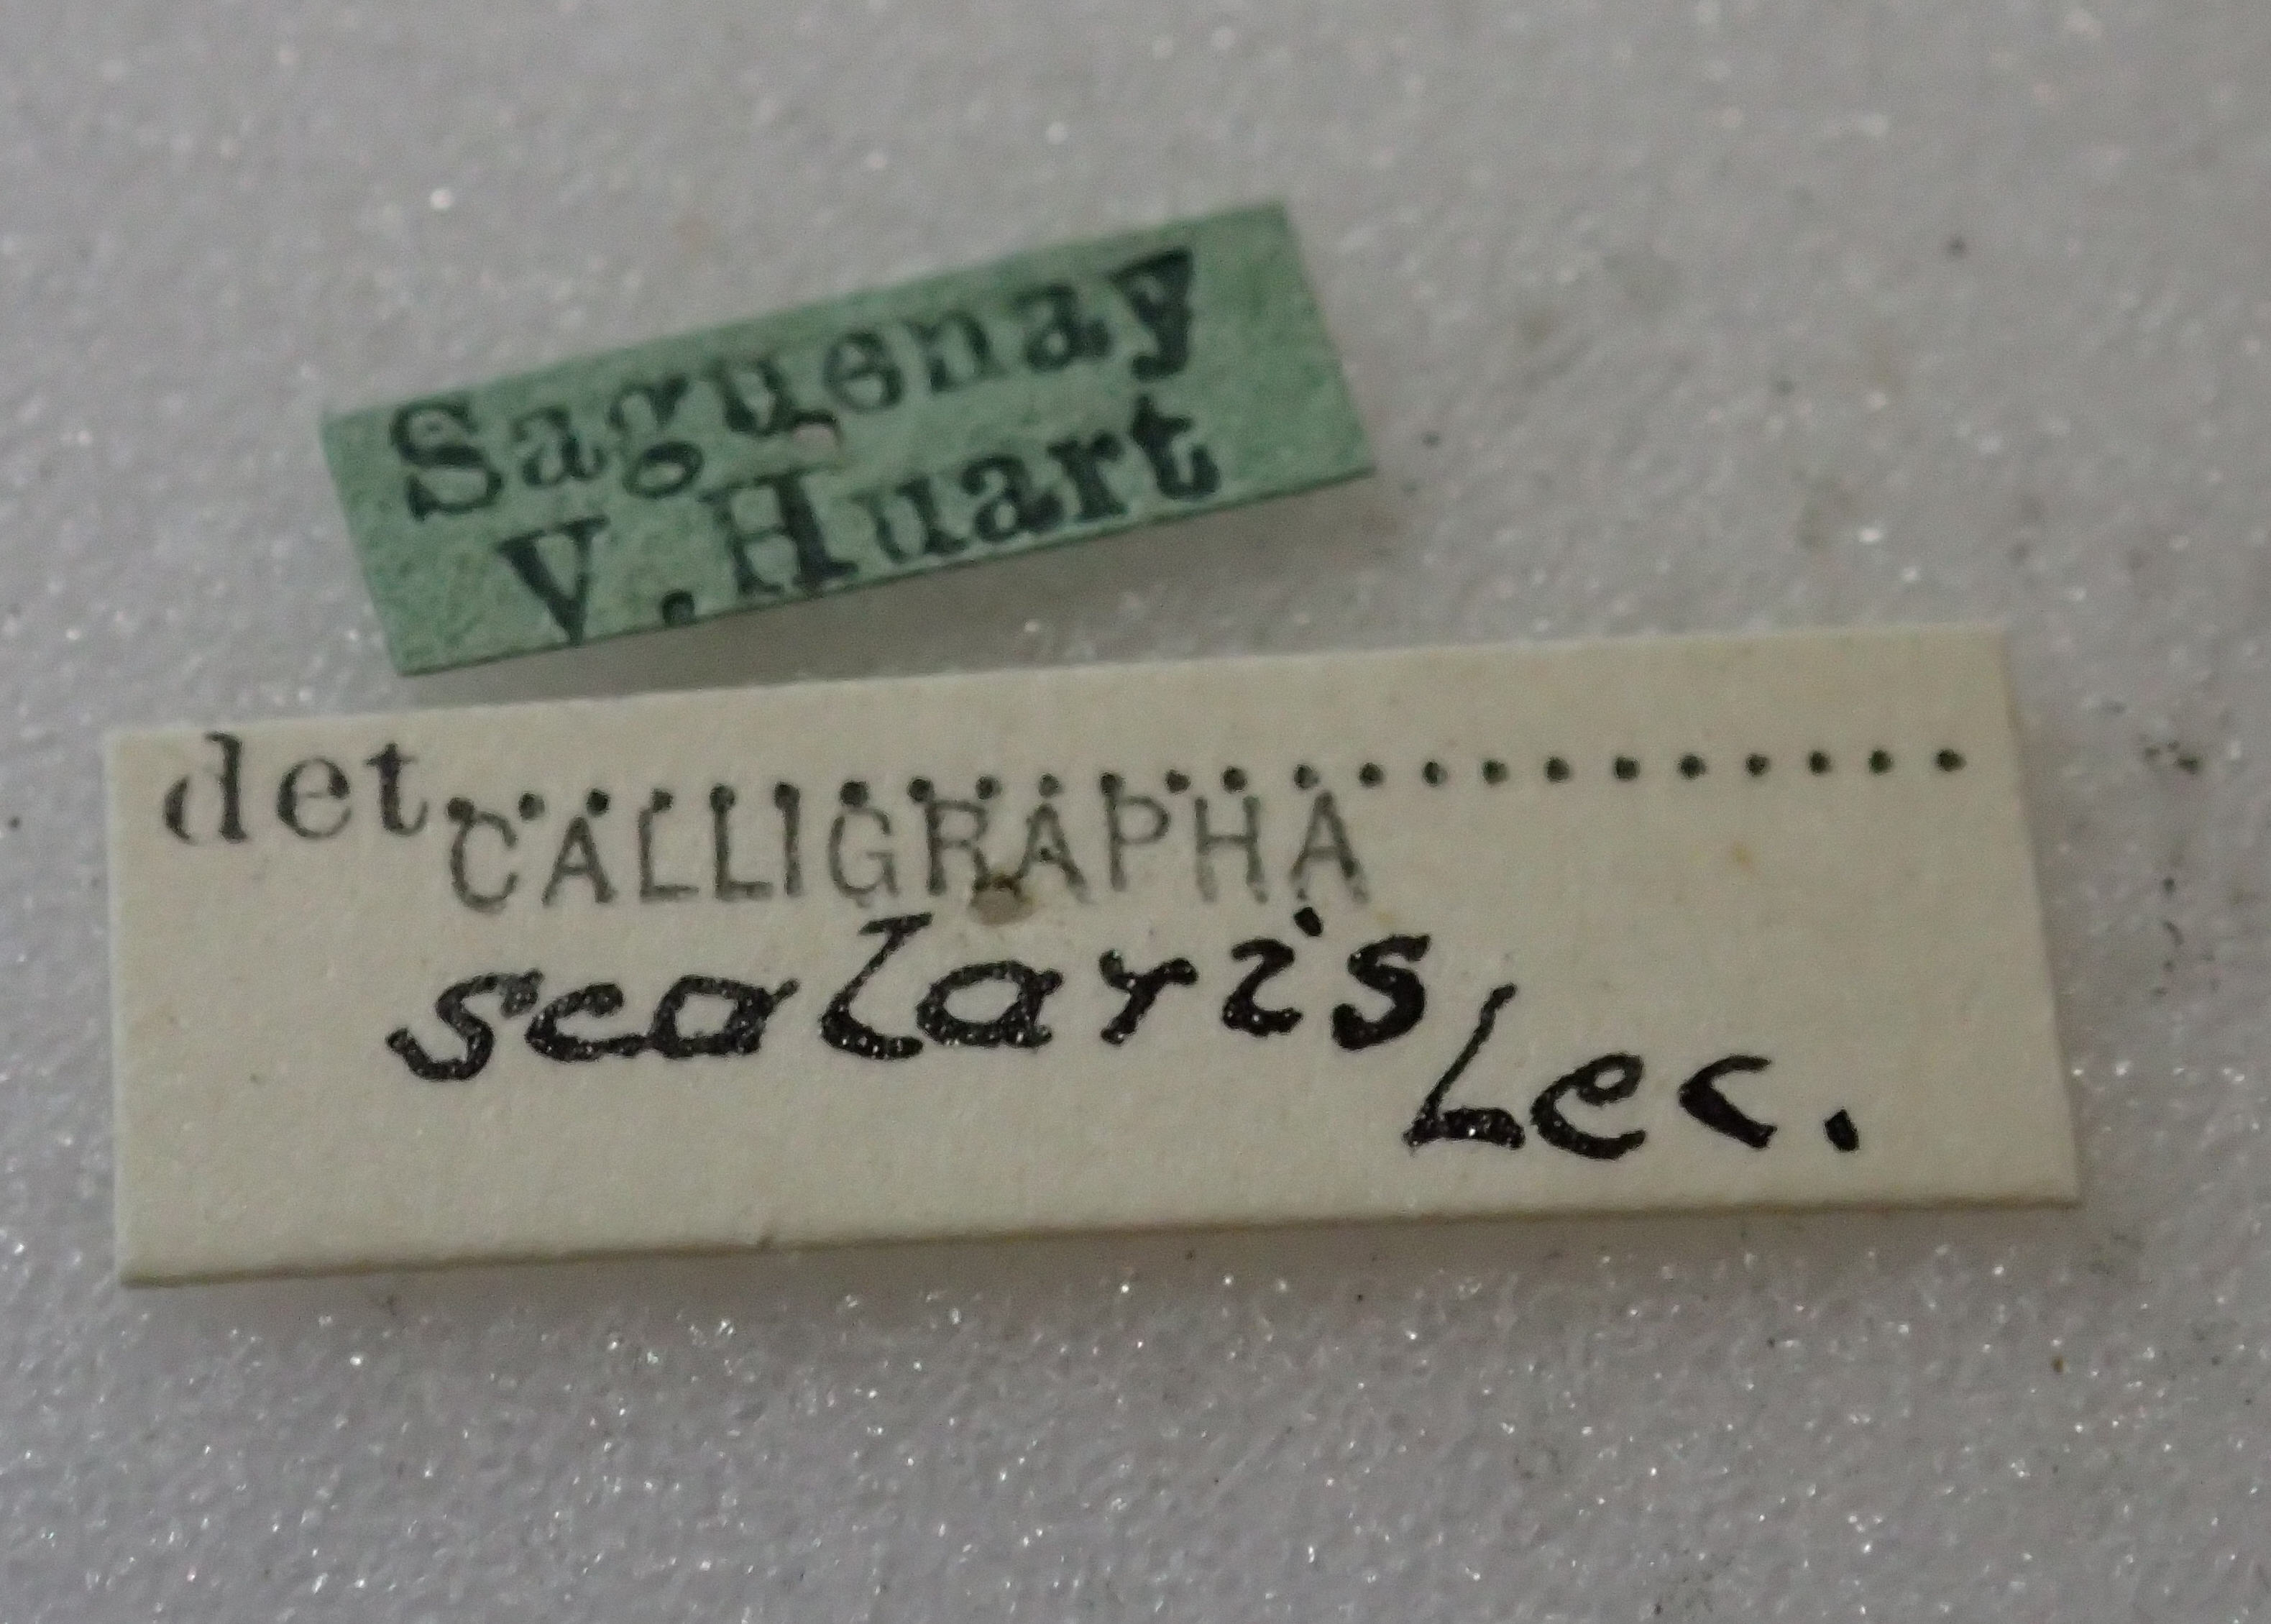 Saguenay
V. Huart
det..........................
CALLIGRAPHA
scalaris
Lec.